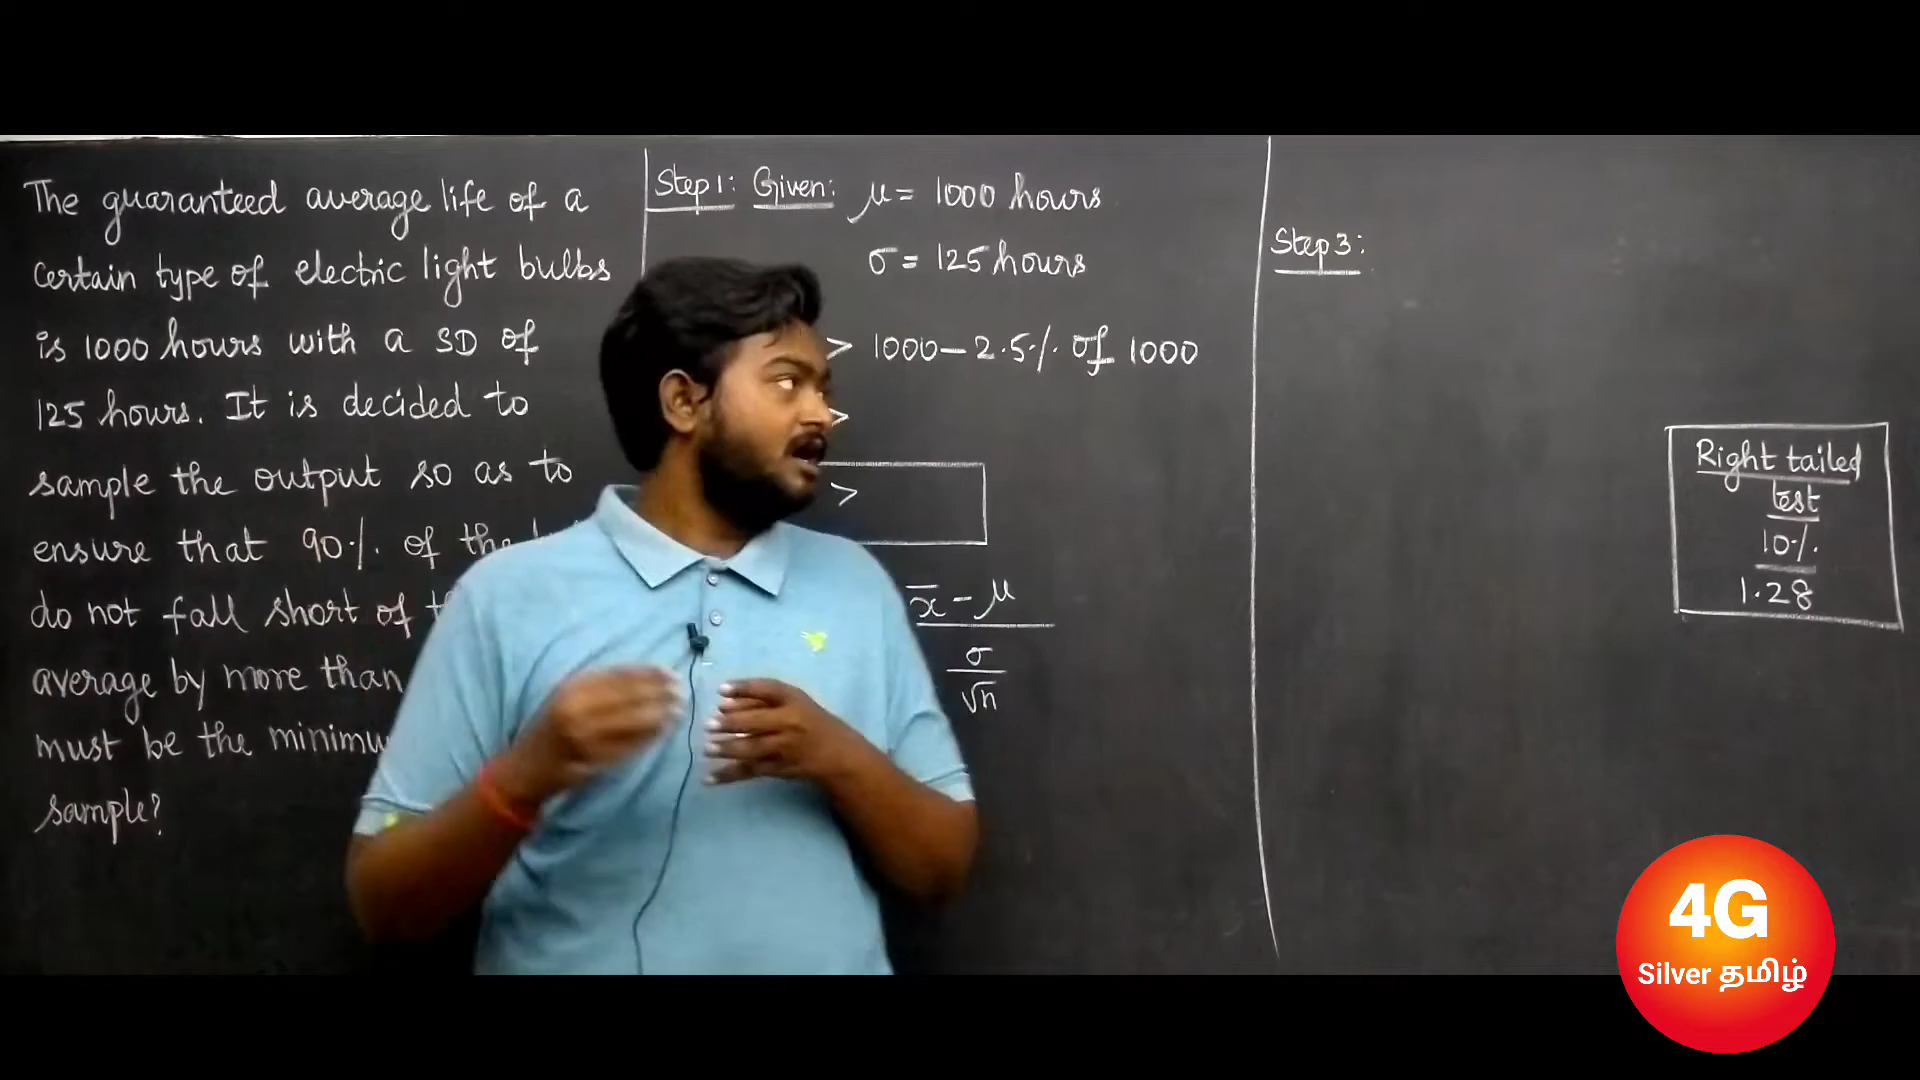 The guaranteed average life of a
certain type of electric light bulbs
is 1000 hours with a SD of
125 hours. It is decided to
sample the output so as to
ensure that 90% of the
do not fall short of
average by more than
must be the
sample?
Step 1: Given: μ = 1000 hours
σ = 125 hours
> 1000 - 2.5% of 1000
>
>
x̄ - μ
σ
√n
Step 3:
Right tailed
test
10%
1.28
4G
Silver தமிழ்